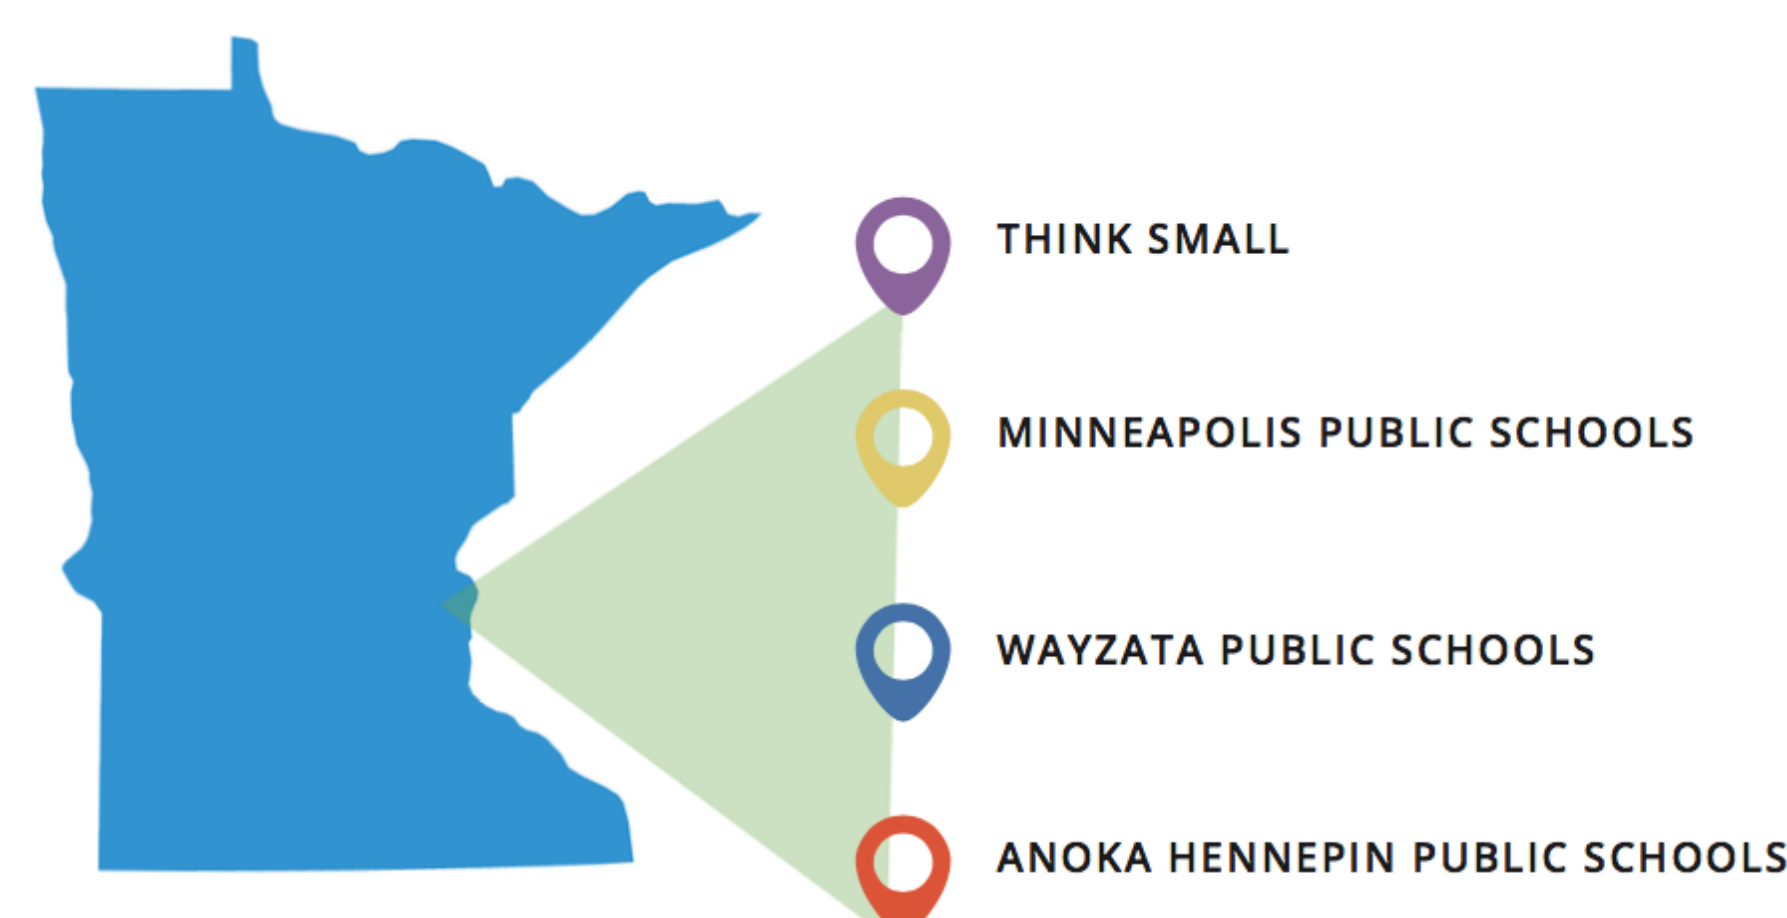 THINK SMALL
MINNEAPOLIS PUBLIC SCHOOLS
WAYZATA PUBLIC SCHOOLS
ANOKA HENNEPIN PUBLIC SCHOOLS